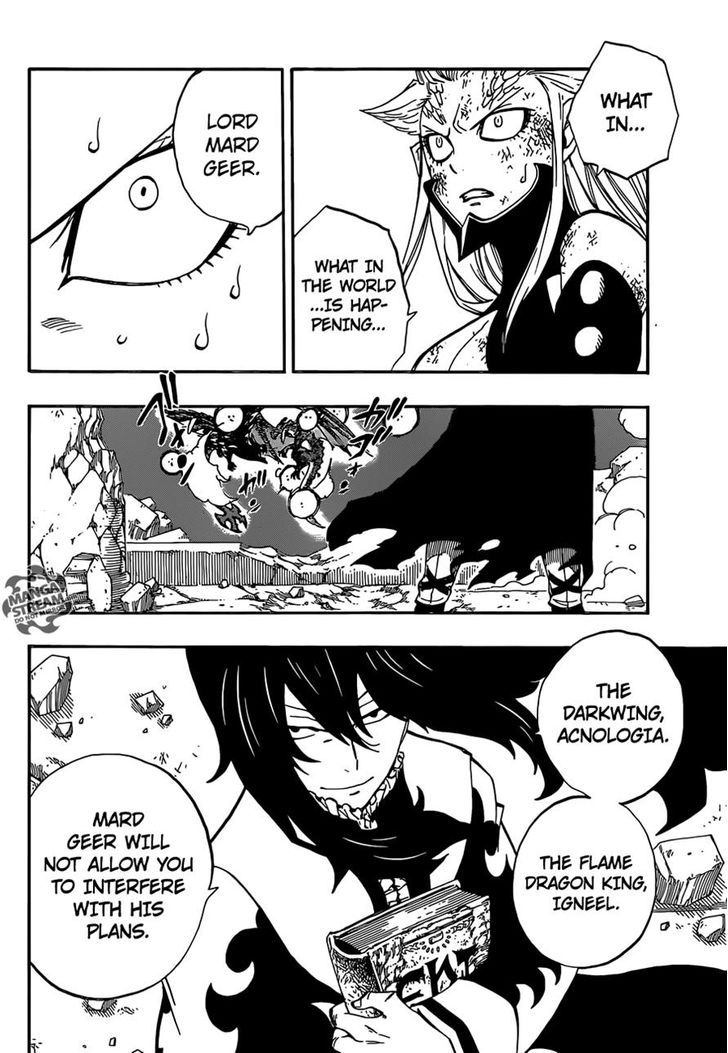 WHAT
IN...
WHAT IN
THE WORLD
...IS HAP-
PENING...
LORD
MARD
GEER.
MANGA
STREAM
THE
DARKWING,
ACNOLOGIA.
THE FLAME
DRAGON KING,
IGNEEL.
MARD
GEER WILL
NOT ALLOW YOU
TO INTERFERE
WITH HIS
PLANS.